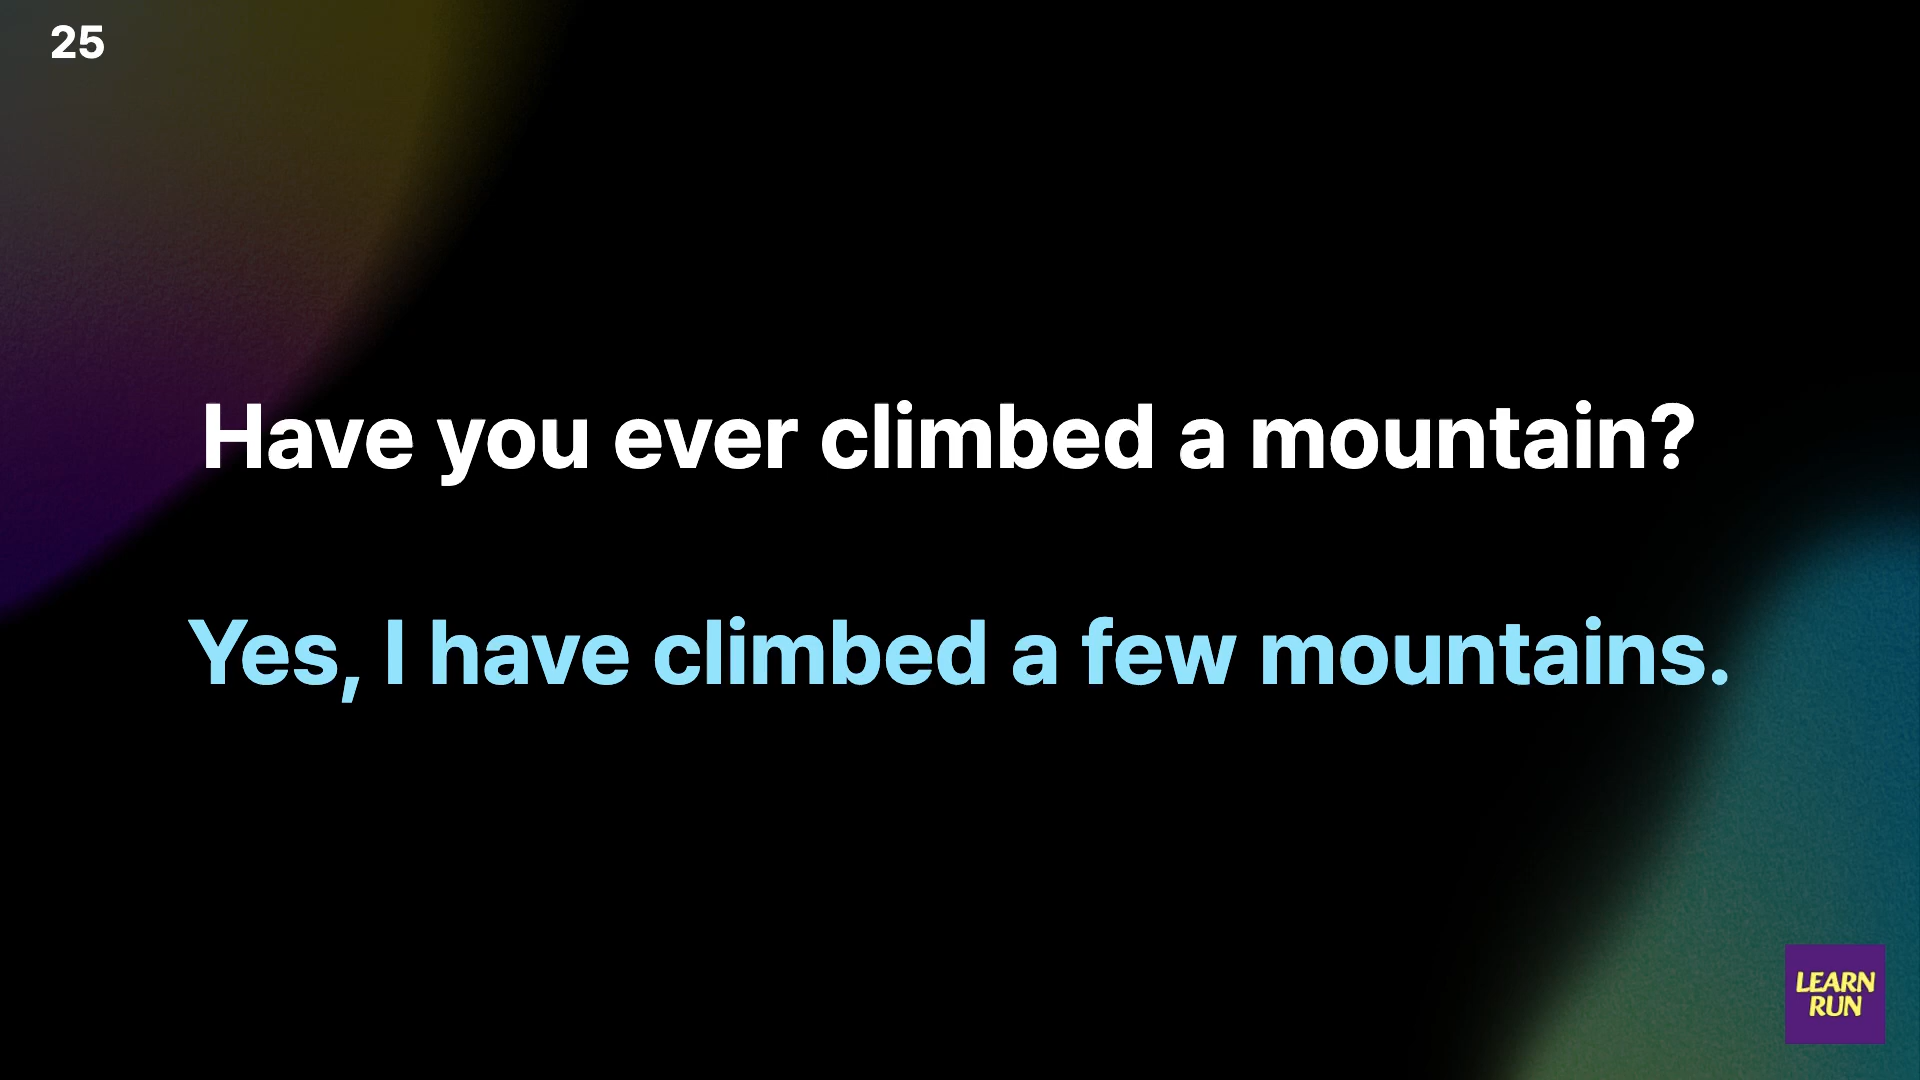 25
Have you ever climbed a mountain?
Yes, I have climbed a few mountains.
LEARN
RUN